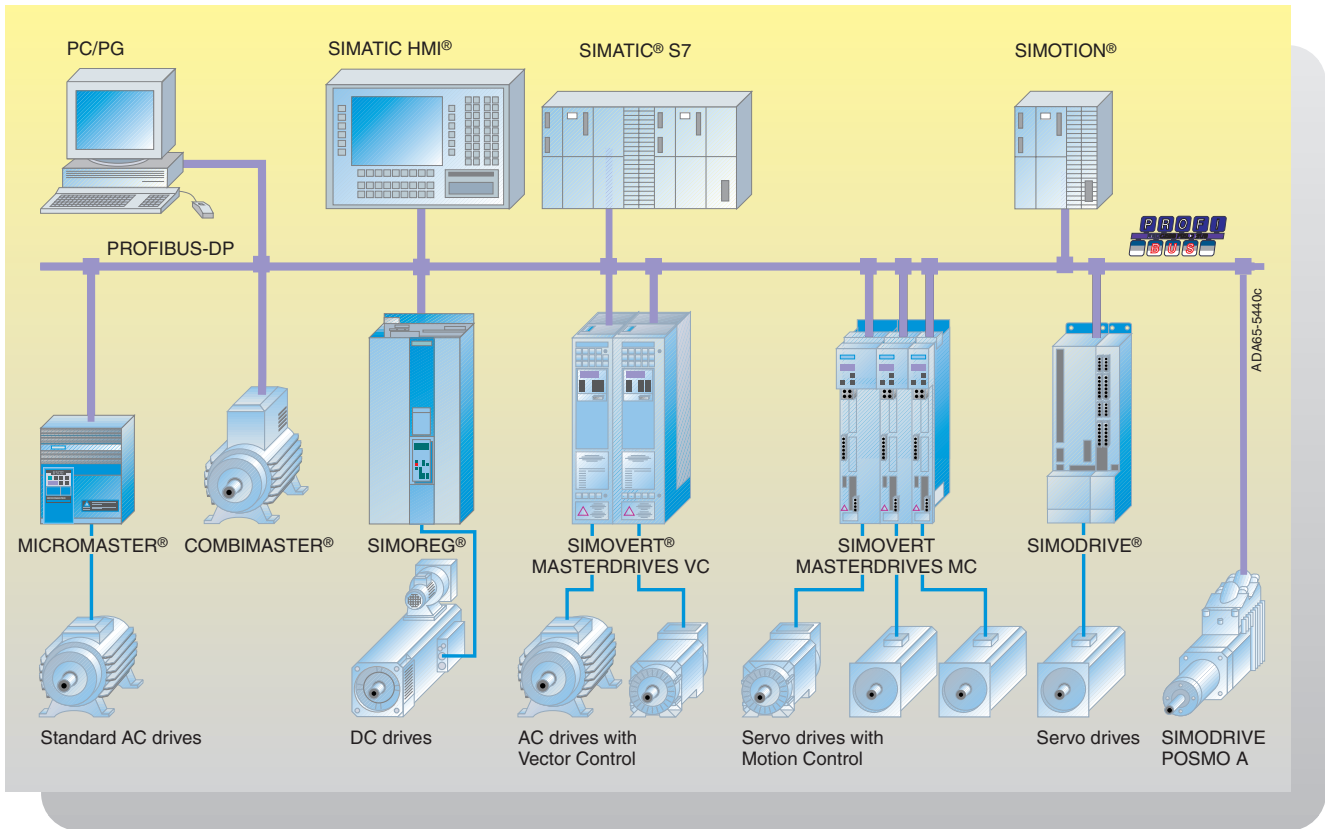 PC/PG
SIMATIC HMI®
SIMATIC® S7
SIMOTION®
PROFIBUS-DP
PROFI
BUS
ADA65-5440c
MICROMASTER®
COMBIMASTER®
SIMOREG®
SIMOVERT®
MASTERDRIVES VC
SIMOVERT
MASTERDRIVES MC
SIMODRIVE®
Standard AC drives
DC drives
AC drives with
Vector Control
Servo drives with
Motion Control
Servo drives
SIMODRIVE
POSMO A